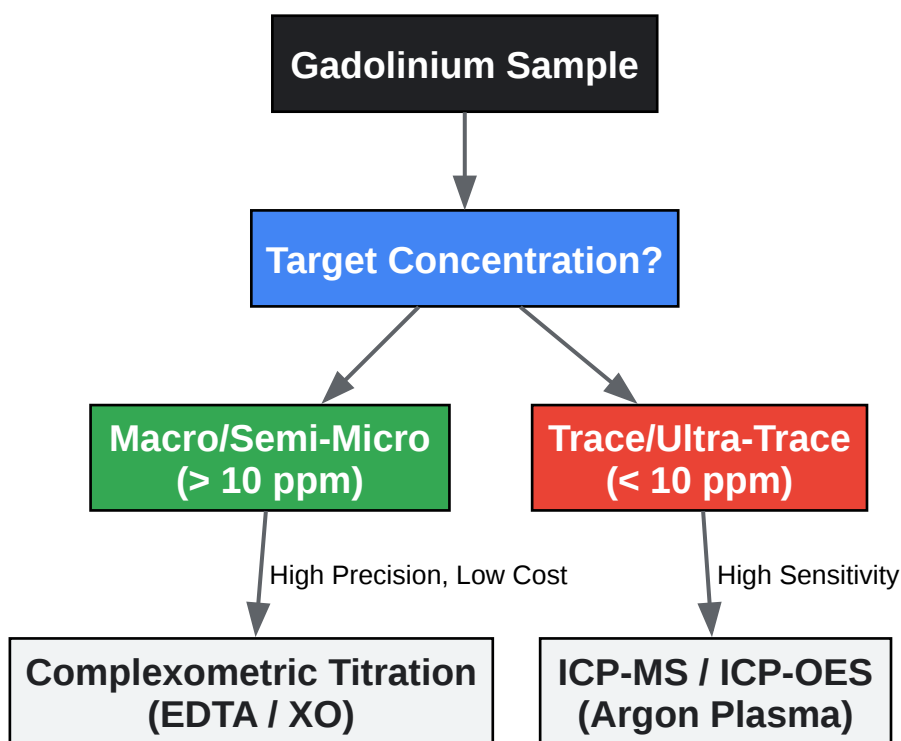 Gadolinium Sample
Target Concentration?
Macro/Semi-Micro
(> 10 ppm)
Trace/Ultra-Trace
(< 10 ppm)
High Precision, Low Cost
High Sensitivity
Complexometric Titration
(EDTA / XO)
ICP-MS / ICP-OES
(Argon Plasma)